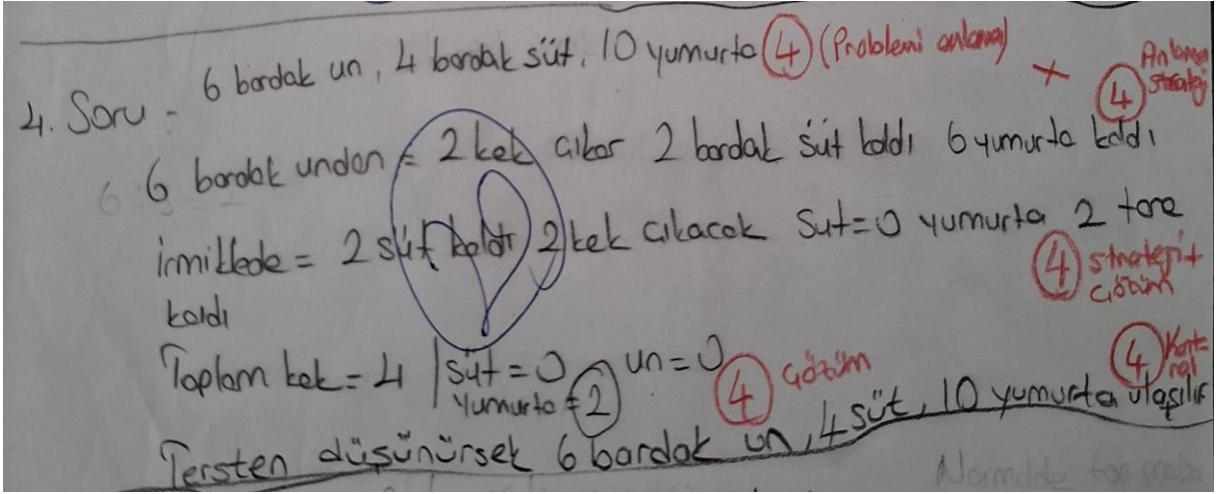 6 bardak un, 4 bardak süt, 10 yumurta 4 (Problemi anlama)
4 Anlama strateji
4. Soru -
6 bardak undan = 2 kek çıkar 2 bardak süt kaldı 6 yumurta kaldı
irmiklede = 2 süt kaldı 2 kek çıkacak Süt=0 yumurta 2 tane
kaldı
4 strateji+
çözüm
Toplam kek = 4 | süt = 0 un = 0
Yumurta = 2
4 çözüm
4
Tersten düşünürsek 6 bardak un, 4 süt, 10 yumurta ulaşılır